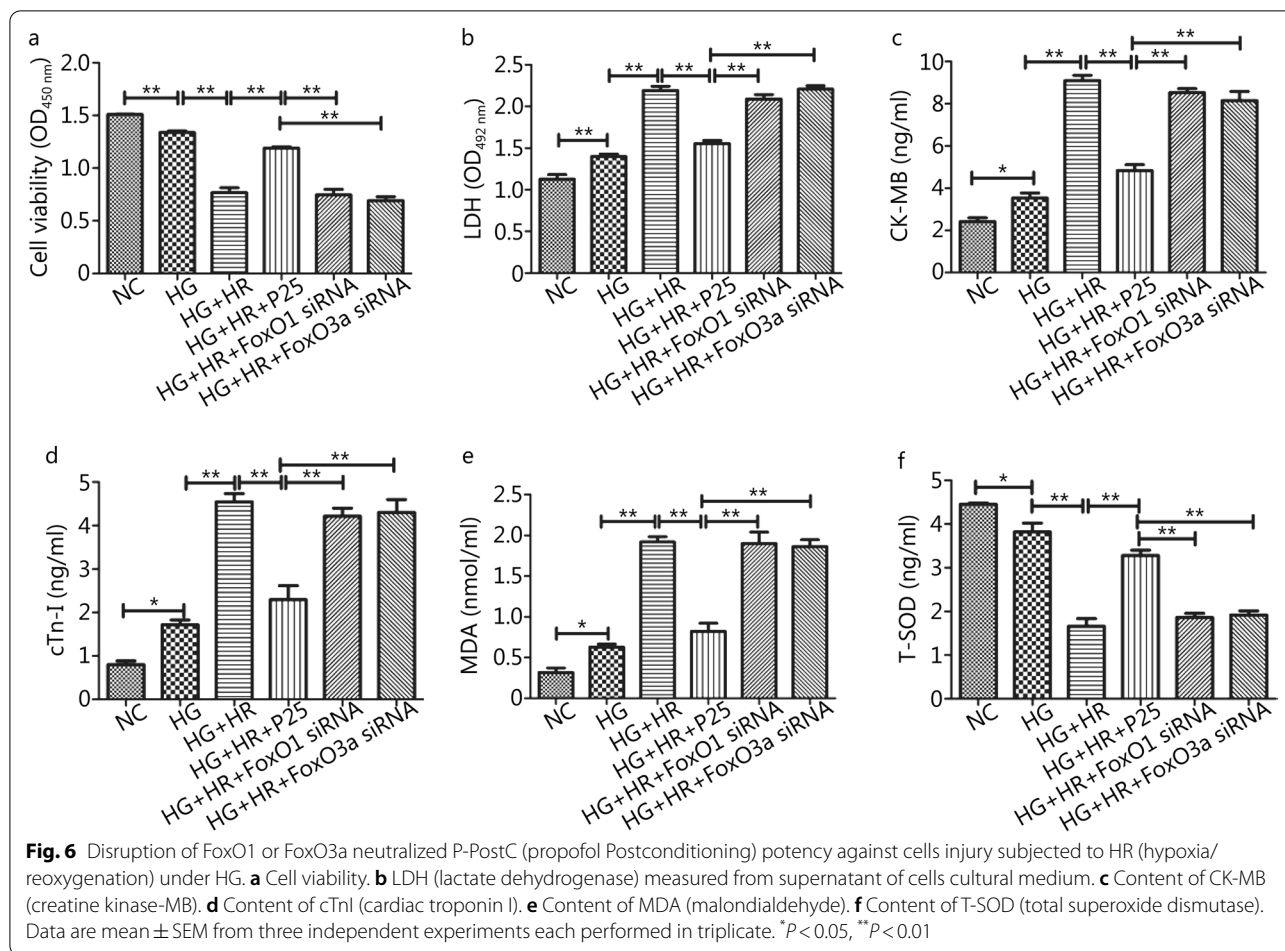 a
Cell viability (OD450 nm)
2.0
1.5
1.0
0.5
0
** ** ** **
**
NC
HG
HG+HR
HG+HR+P25
HG+HR+FoxO1 siRNA
HG+HR+FoxO3a siRNA
b
LDH (OD492 nm)
2.5
2.0
1.5
1.0
0.5
0
**
** ** **
**
NC
HG
HG+HR
HG+HR+P25
HG+HR+FoxO1 siRNA
HG+HR+FoxO3a siRNA
c
CK-MB (ng/ml)
10
8
6
4
2
0
**
** ** **
*
NC
HG
HG+HR
HG+HR+P25
HG+HR+FoxO1 siRNA
HG+HR+FoxO3a siRNA
d
cTn-I (ng/ml)
5
4
3
2
1
0
**
** ** **
*
NC
HG
HG+HR
HG+HR+P25
HG+HR+FoxO1 siRNA
HG+HR+FoxO3a siRNA
e
MDA (nmol/ml)
2.5
2.0
1.5
1.0
0.5
0
**
** ** **
*
NC
HG
HG+HR
HG+HR+P25
HG+HR+FoxO1 siRNA
HG+HR+FoxO3a siRNA
f
T-SOD (ng/ml)
5
4
3
2
1
0
*
** **
**
**
NC
HG
HG+HR
HG+HR+P25
HG+HR+FoxO1 siRNA
HG+HR+FoxO3a siRNA
Fig. 6 Disruption of FoxO1 or FoxO3a neutralized P-PostC (propofol Postconditioning) potency against cells injury subjected to HR (hypoxia/
reoxygenation) under HG. a Cell viability. b LDH (lactate dehydrogenase) measured from supernatant of cells cultural medium. c Content of CK-MB
(creatine kinase-MB). d Content of cTnI (cardiac troponin I). e Content of MDA (malondialdehyde). f Content of T-SOD (total superoxide dismutase).
Data are mean ± SEM from three independent experiments each performed in triplicate. *P < 0.05, **P < 0.01